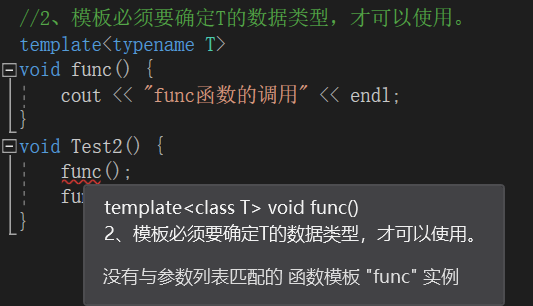 //2、模板必须要确定T的数据类型，才可以使用。
template<typename T>
void func() {
cout << "func函数的调用" << endl;
}
void Test2() {
func();
}
template<class T> void func()
2、模板必须要确定T的数据类型，才可以使用。
没有与参数列表匹配的 函数模板 "func" 实例